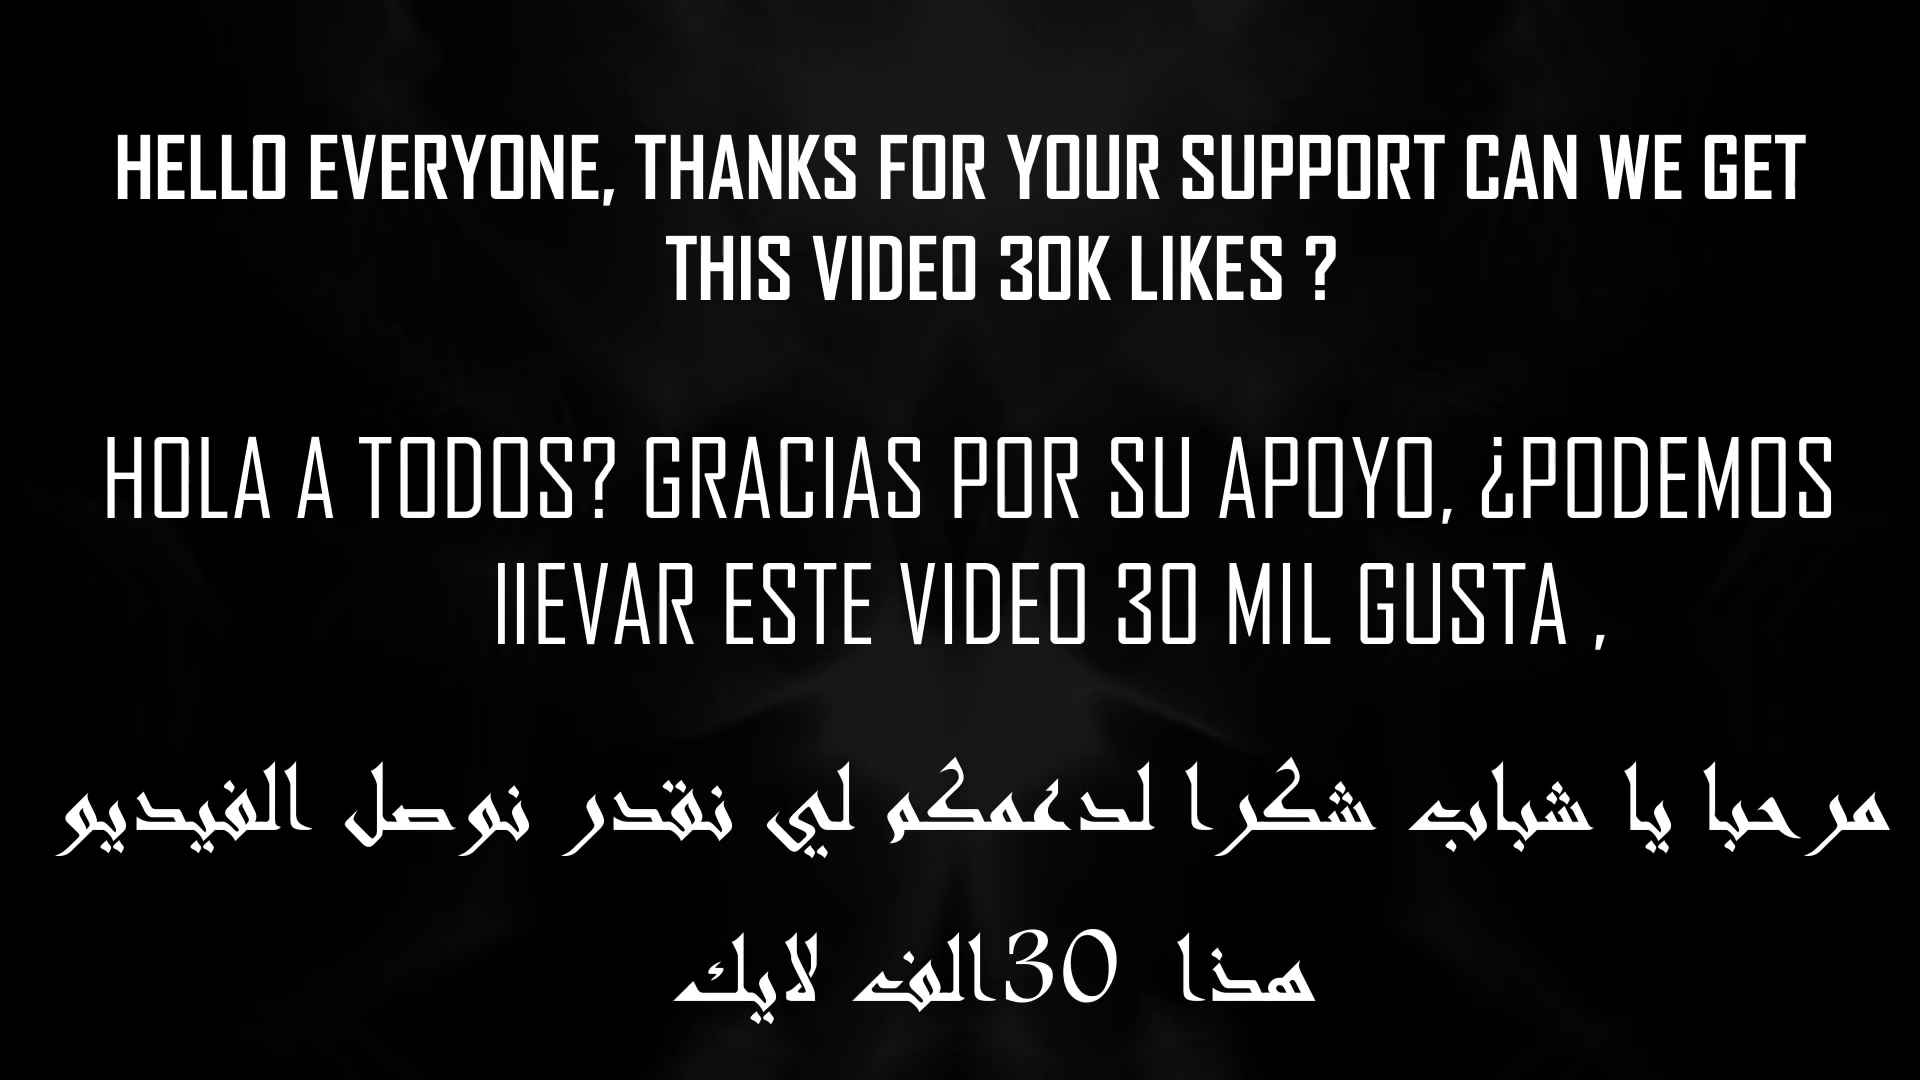 HELLO EVERYONE, THANKS FOR YOUR SUPPORT CAN WE GET
THIS VIDEO 30K LIKES ?
HOLA A TODOS? GRACIAS POR SU APOYO, ¿PODEMOS
llEVAR ESTE VIDEO 30 MIL GUSTA ,
مرحبا يا شباب شكرا لدعمكم لي نقدر نوصل الفيديو
هذا 30الف لايك